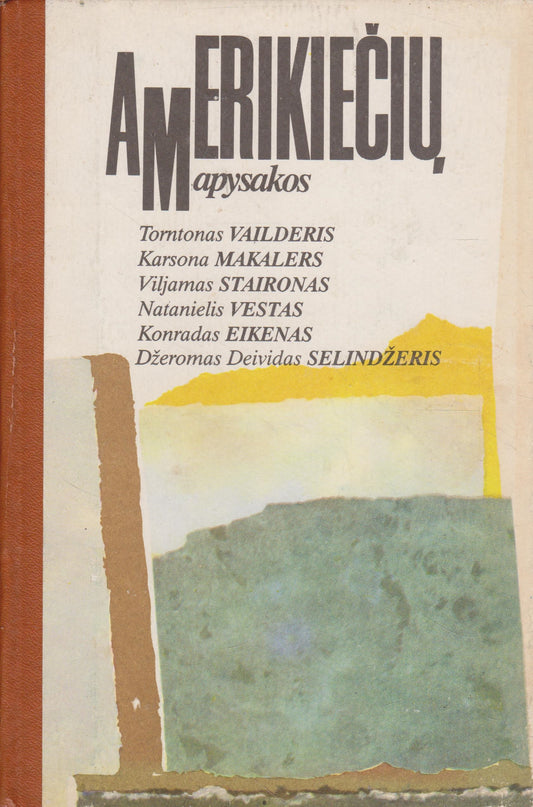 AMERIKIEČIŲ
apysakos
Torntonas VAILDERIS
Karsona MAKALERS
Viljamas STAIRONAS
Natanielis VESTAS
Konradas EIKENAS
Džeromas Deividas SELINDŽERIS